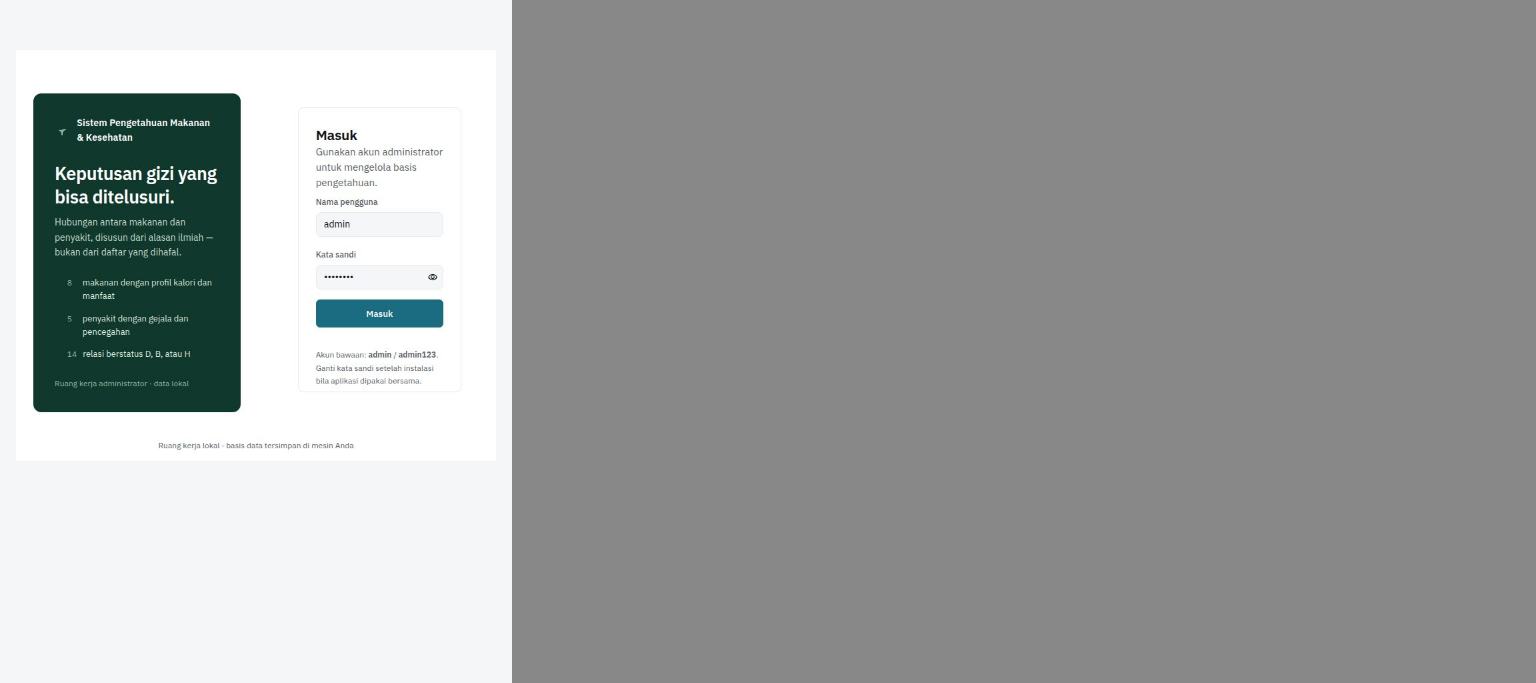 Sistem Pengetahuan Makanan
& Kesehatan
Keputusan gizi yang
bisa ditelusuri.
Hubungan antara makanan dan
penyakit, disusun dari alasan ilmiah —
bukan dari daftar yang dihafal.
8 makanan dengan profil kalori dan
manfaat
5 penyakit dengan gejala dan
pencegahan
14 relasi berstatus D, B, atau H
Ruang kerja administrator · data lokal
Masuk
Gunakan akun administrator
untuk mengelola basis
pengetahuan.
Nama pengguna
admin
Kata sandi
••••••••
Masuk
Akun bawaan: admin / admin123.
Ganti kata sandi setelah instalasi
bila aplikasi dipakai bersama.
Ruang kerja lokal · basis data tersimpan di mesin Anda